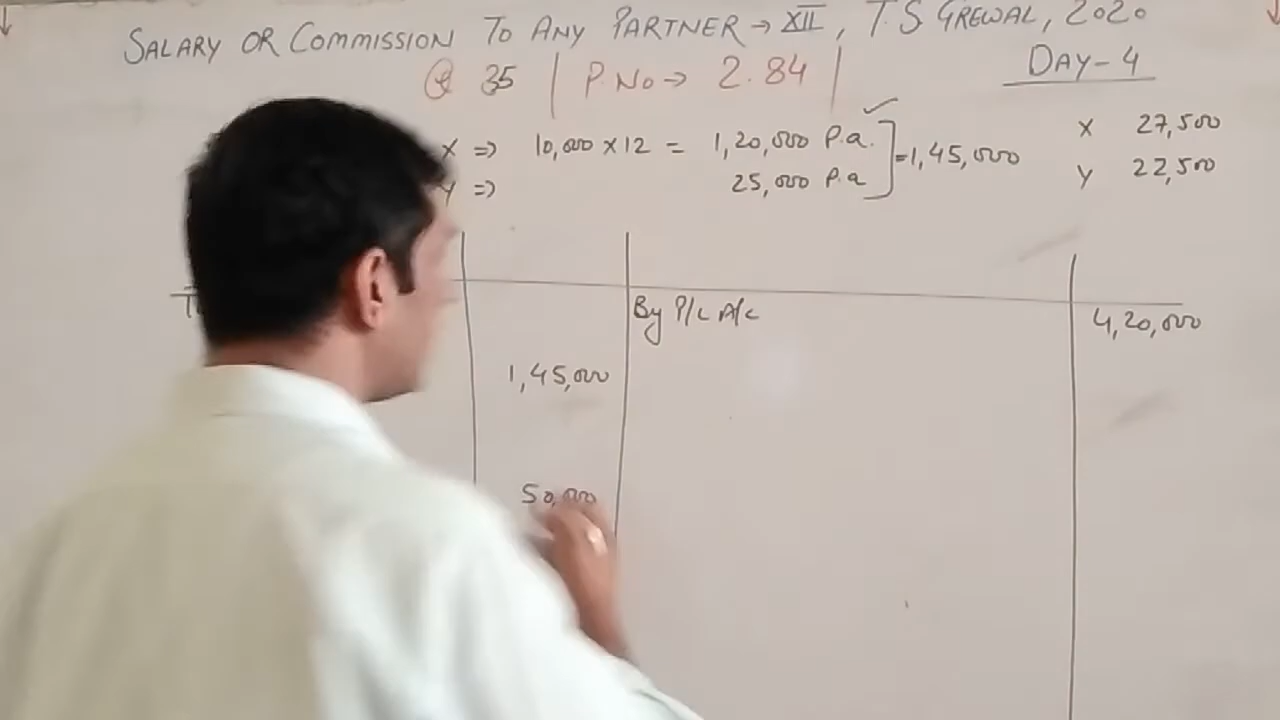 SALARY OR COMMISSION TO ANY PARTNER → XII, T.S GREWAL, 2020
Q 35 | P.No → 2.84 |
DAY-4
X ⇒ 10,000 × 12 = 1,20,000 P.a.
Y ⇒ 25,000 P.a
= 1,45,000
X 27,500
Y 22,500
By P/L A/c 4,20,000
1,45,000
50,000